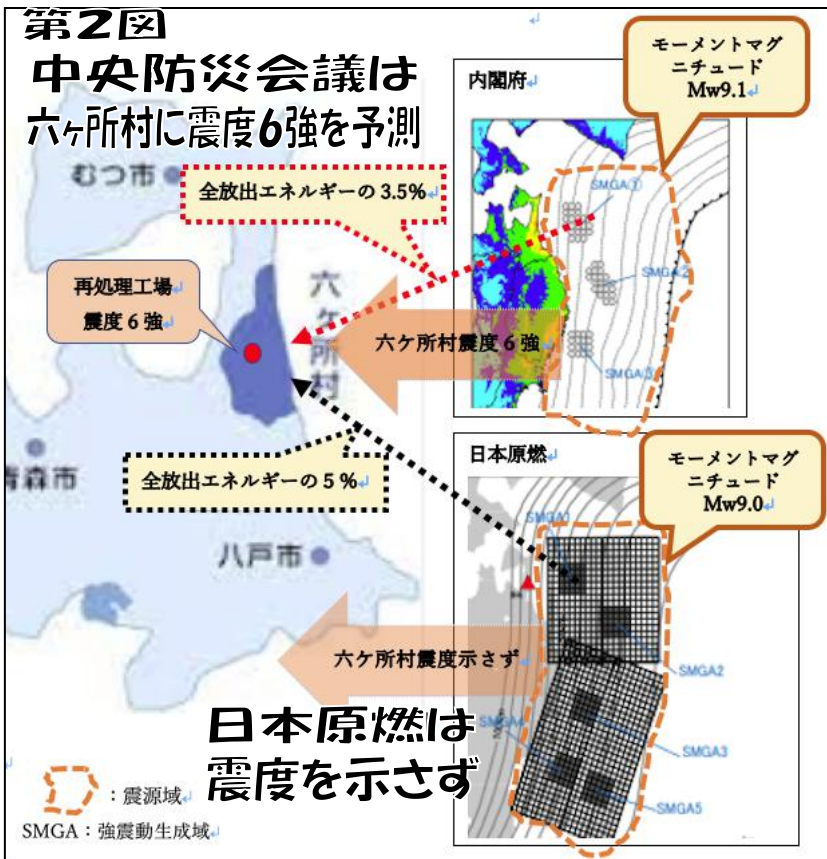 第2図
中央防災会議は
六ヶ所村に震度6強を予測
むつ市
全放出エネルギーの 3.5%
再処理工場
震度 6 強
六ケ所村
青森市
全放出エネルギーの 5 %
八戸市
内閣府
モーメントマグ
ニチュード
Mw9.1
SMGA①
SMGA②
SMGA③
六ケ所村震度 6 強
日本原燃
モーメントマグ
ニチュード
Mw9.0
SMGA1
SMGA2
SMGA3
SMGA4
SMGA5
六ケ所村震度示さず
日本原燃は
震度を示さず
：震源域
SMGA：強震動生成域